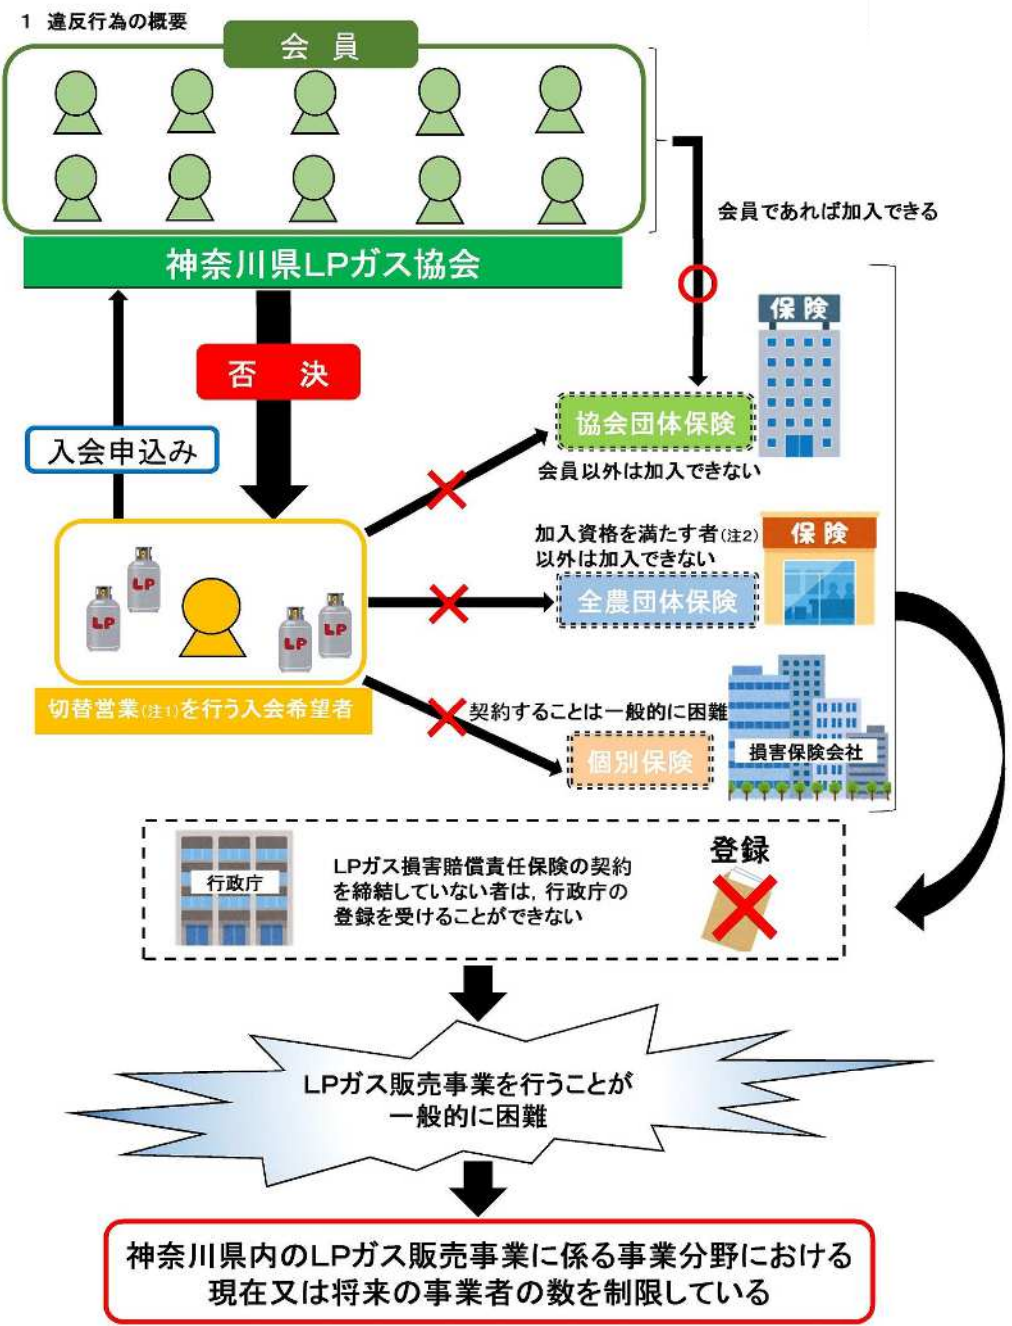 1 違反行為の概要
会 員
会員であれば加入できる
神奈川県LPガス協会
保険
否 決
協会団体保険
入会申込み
会員以外は加入できない
加入資格を満たす者(注2)
以外は加入できない
保険
LP
LP
LP
LP
全農団体保険
切替営業(注1)を行う入会希望者
契約することは一般的に困難
個別保険
損害保険会社
行政庁
LPガス損害賠償責任保険の契約
を締結していない者は,行政庁の
登録を受けることができない
登録
LPガス販売事業を行うことが
一般的に困難
神奈川県内のLPガス販売事業に係る事業分野における
現在又は将来の事業者の数を制限している